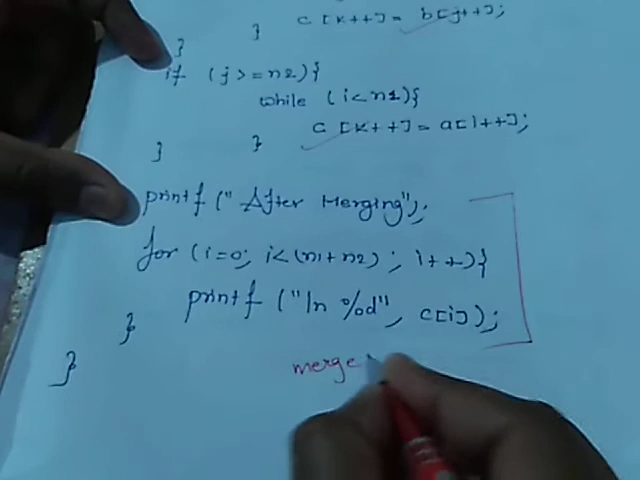 c [k++] = b[j++];
} }
if (j>=n2){
while (i<n1){
c [k++] = a[i++];
} }
printf (" After Merging");
for (i=0; i<(n1+n2); i++){
printf ("\n %d", c[i]);
}
}
merge